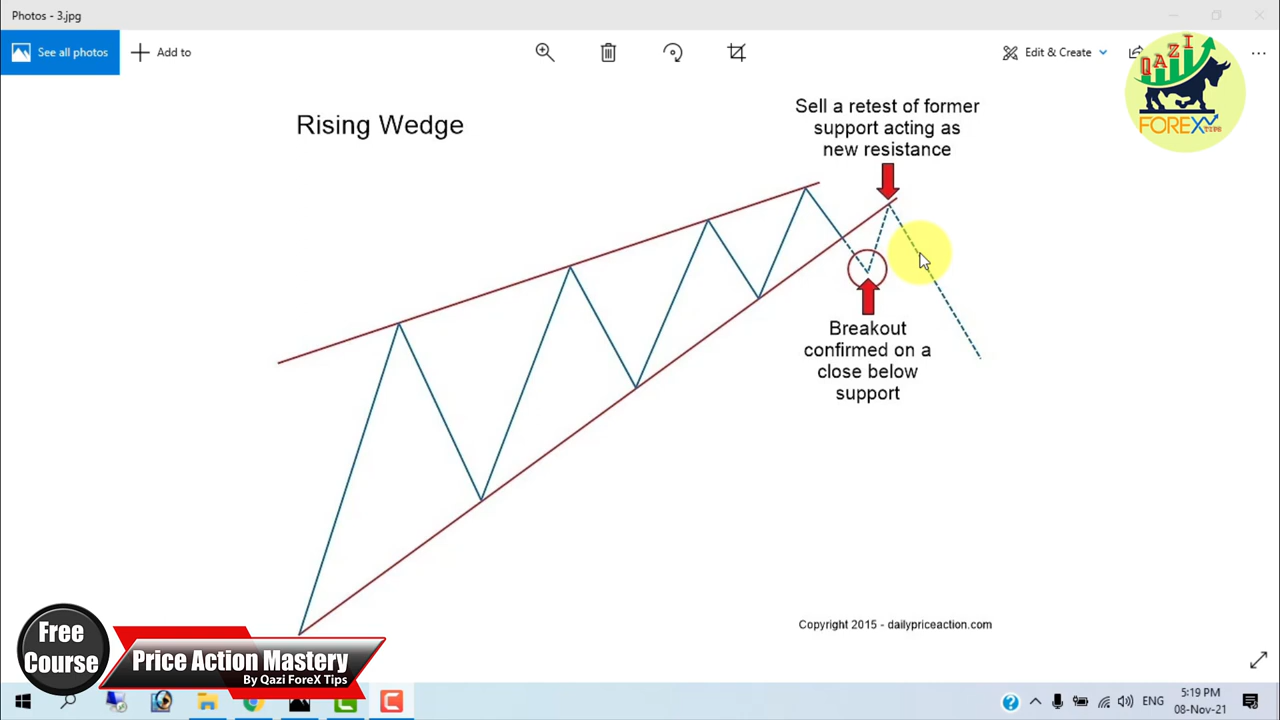 Photos - 3.jpg
See all photos
Add to
Edit & Create
QAZI
FOREX
TIPS
Rising Wedge
Sell a retest of former
support acting as
new resistance
Breakout
confirmed on a
close below
support
Copyright 2015 - dailypriceaction.com
Free
Course
Price Action Mastery
By Qazi ForeX Tips
ENG
5:19 PM
08-Nov-21